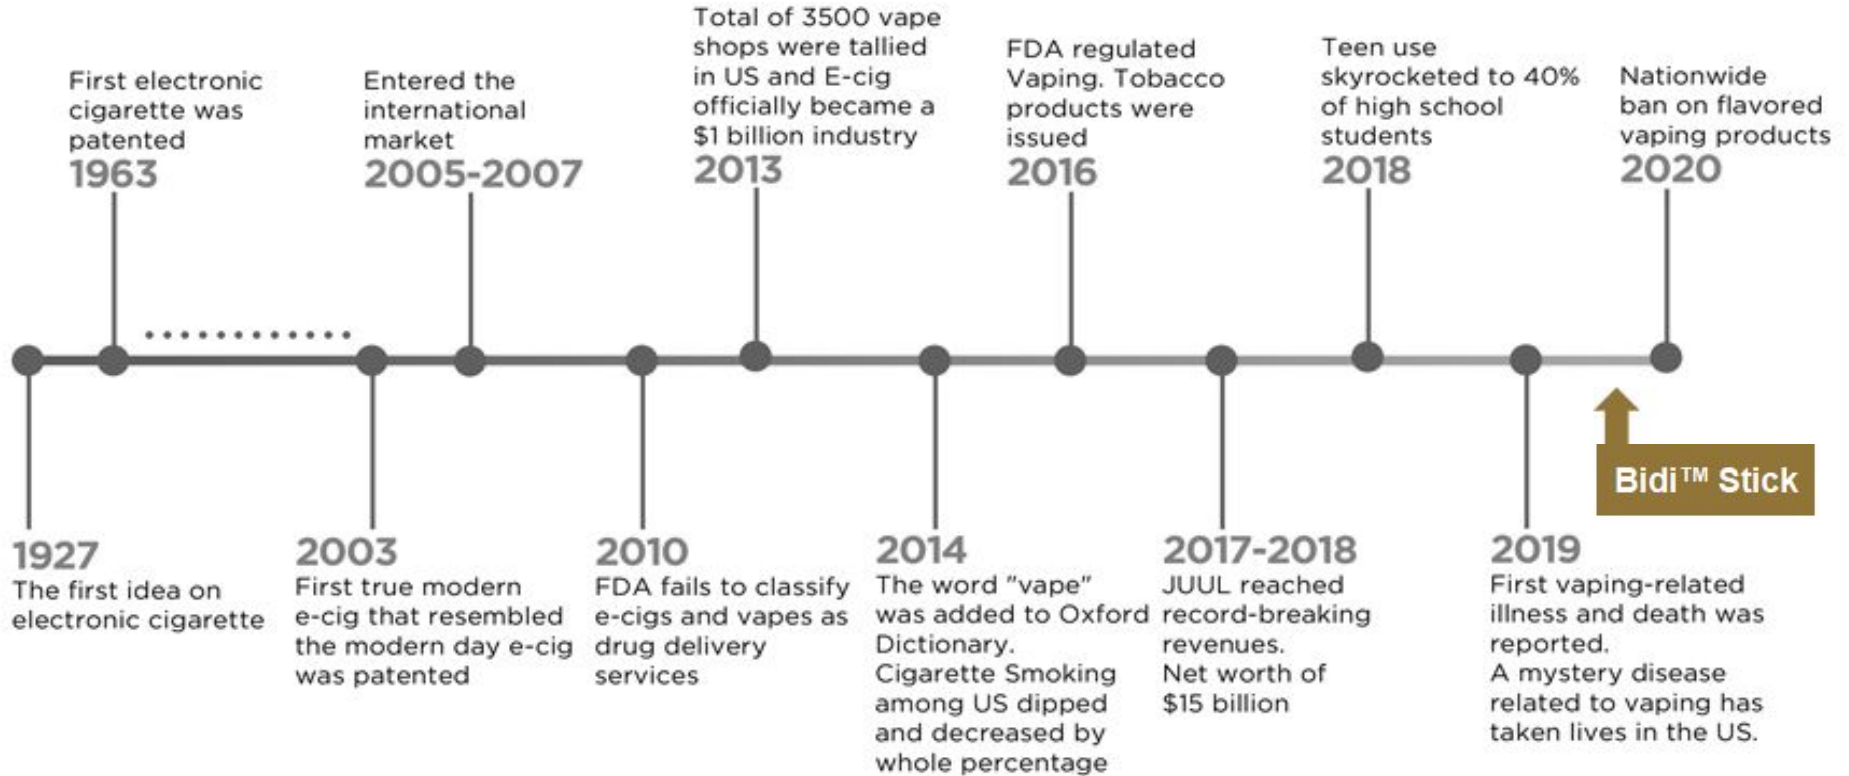 First electronic
cigarette was
patented
1963
Entered the
international
market
2005-2007
Total of 3500 vape
shops were tallied
in US and E-cig
officially became a
$1 billion industry
2013
FDA regulated
Vaping. Tobacco
products were
issued
2016
Teen use
skyrocketed to 40%
of high school
students
2018
Nationwide
ban on flavored
vaping products
2020
Bidi™ Stick
1927
The first idea on
electronic cigarette
2003
First true modern
e-cig that resembled
the modern day e-cig
was patented
2010
FDA fails to classify
e-cigs and vapes as
drug delivery
services
2014
The word "vape"
was added to Oxford
Dictionary.
Cigarette Smoking
among US dipped
and decreased by
whole percentage
2017-2018
JUUL reached
record-breaking
revenues.
Net worth of
$15 billion
2019
First vaping-related
illness and death was
reported.
A mystery disease
related to vaping has
taken lives in the US.